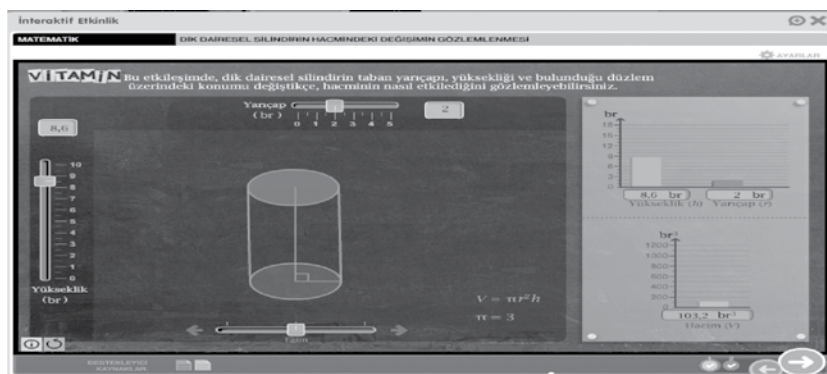 İnteraktif Etkinlik
MATEMATİK DİK DAİRESEL SİLİNDİRİN HACMİNDEKİ DEĞİŞİMİN GÖZLEMLENMESİ
AYARLAR
VİTAMİN Bu etkileşimde, dik dairesel silindirin taban yarıçapı, yüksekliği ve bulunduğu düzlem
üzerindeki konumu değiştikçe, hacminin nasıl etkilediğini gözlemleyebilirsiniz.
Yarıçap
(br)
0 1 2 3 4 5
2
8,6
10
9
8
7
6
5
4
3
2
1
0
Yükseklik
(br)
V = πr²h
π = 3
br
18
15
12
9
6
3
0
8,6 br 2 br
Yükseklik (h) Yarıçap (r)
br³
1200
1000
800
600
400
200
0
103,2 br³
Hacim (V)
DESTEKLEYİCİ
KAYNAKLAR